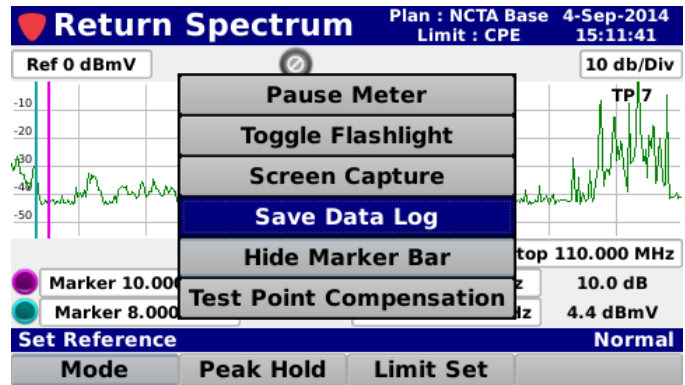 Return Spectrum
Plan : NCTA Base 4-Sep-2014
Limit : CPE 15:11:41
Ref 0 dBmV
10 db/Div
TP 7
-10
-20
-30
-40
-50
Pause Meter
Toggle Flashlight
Screen Capture
Save Data Log
Hide Marker Bar
Test Point Compensation
top 110.000 MHz
Marker 10.00
z
10.0 dB
Marker 8.000
Hz
4.4 dBmV
Set Reference
Normal
Mode
Peak Hold
Limit Set